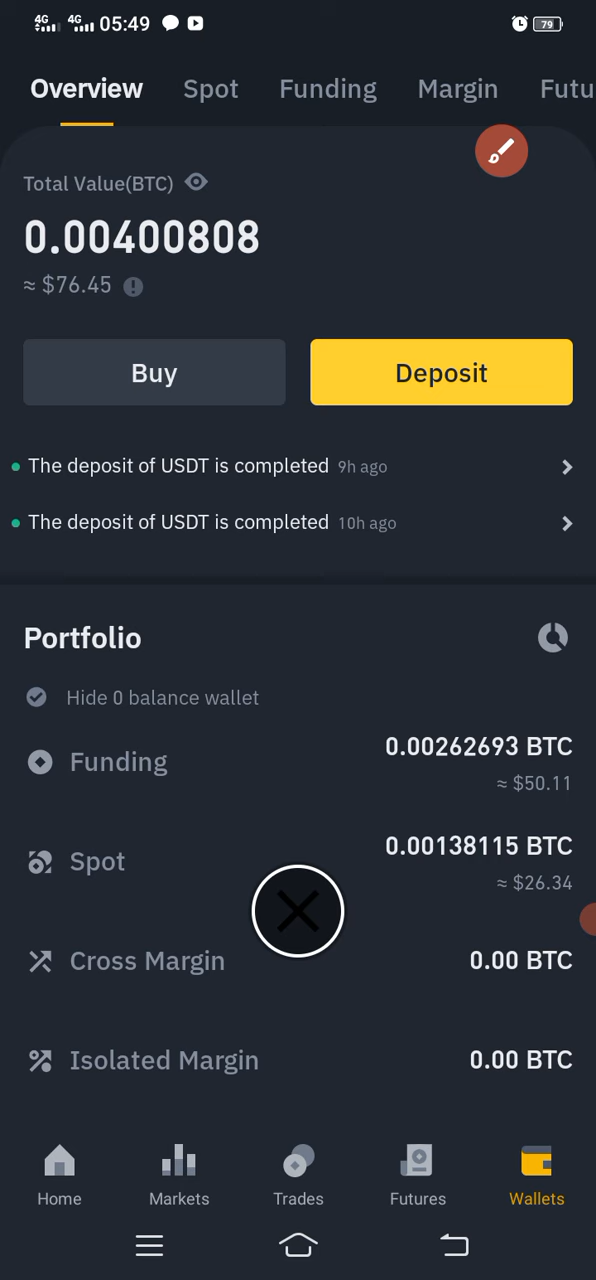 4G 4G 05:49 79
Overview Spot Funding Margin Futu
Total Value(BTC)
0.00400808
≈ $76.45
Buy Deposit
The deposit of USDT is completed 9h ago
The deposit of USDT is completed 10h ago
Portfolio
Hide 0 balance wallet
Funding 0.00262693 BTC
≈ $50.11
Spot 0.00138115 BTC
≈ $26.34
Cross Margin 0.00 BTC
Isolated Margin 0.00 BTC
Home Markets Trades Futures Wallets